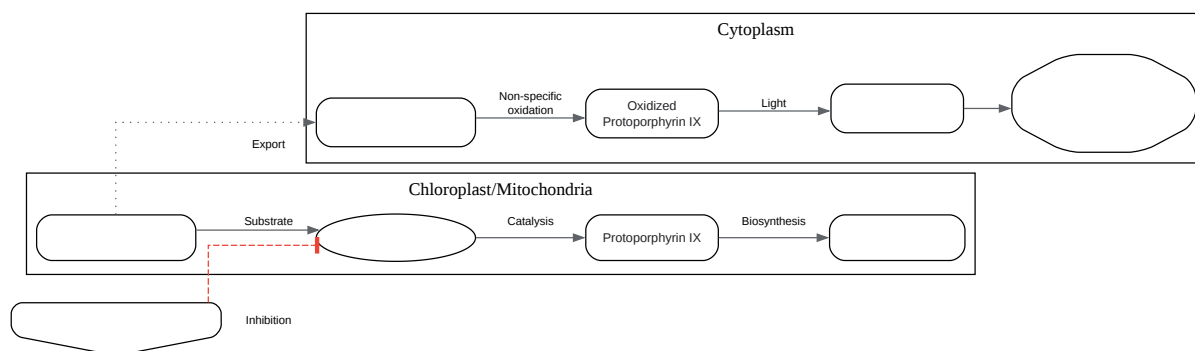 Cytoplasm
Non-specific
oxidation
Oxidized
Protoporphyrin IX
Light
Export
Chloroplast/Mitochondria
Substrate
Catalysis
Protoporphyrin IX
Biosynthesis
Inhibition